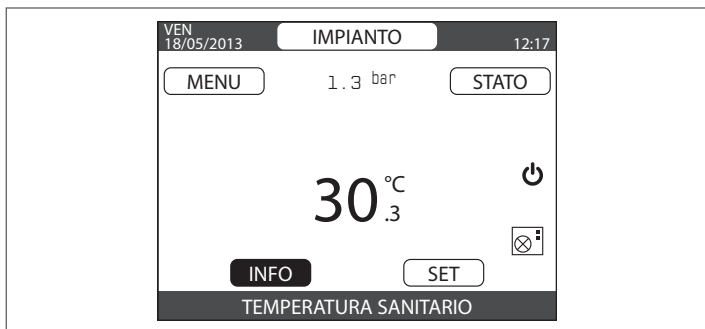 VEN
18/05/2013
IMPIANTO
12:17
MENU
1.3 bar
STATO
30.3 °C
INFO
SET
TEMPERATURA SANITARIO